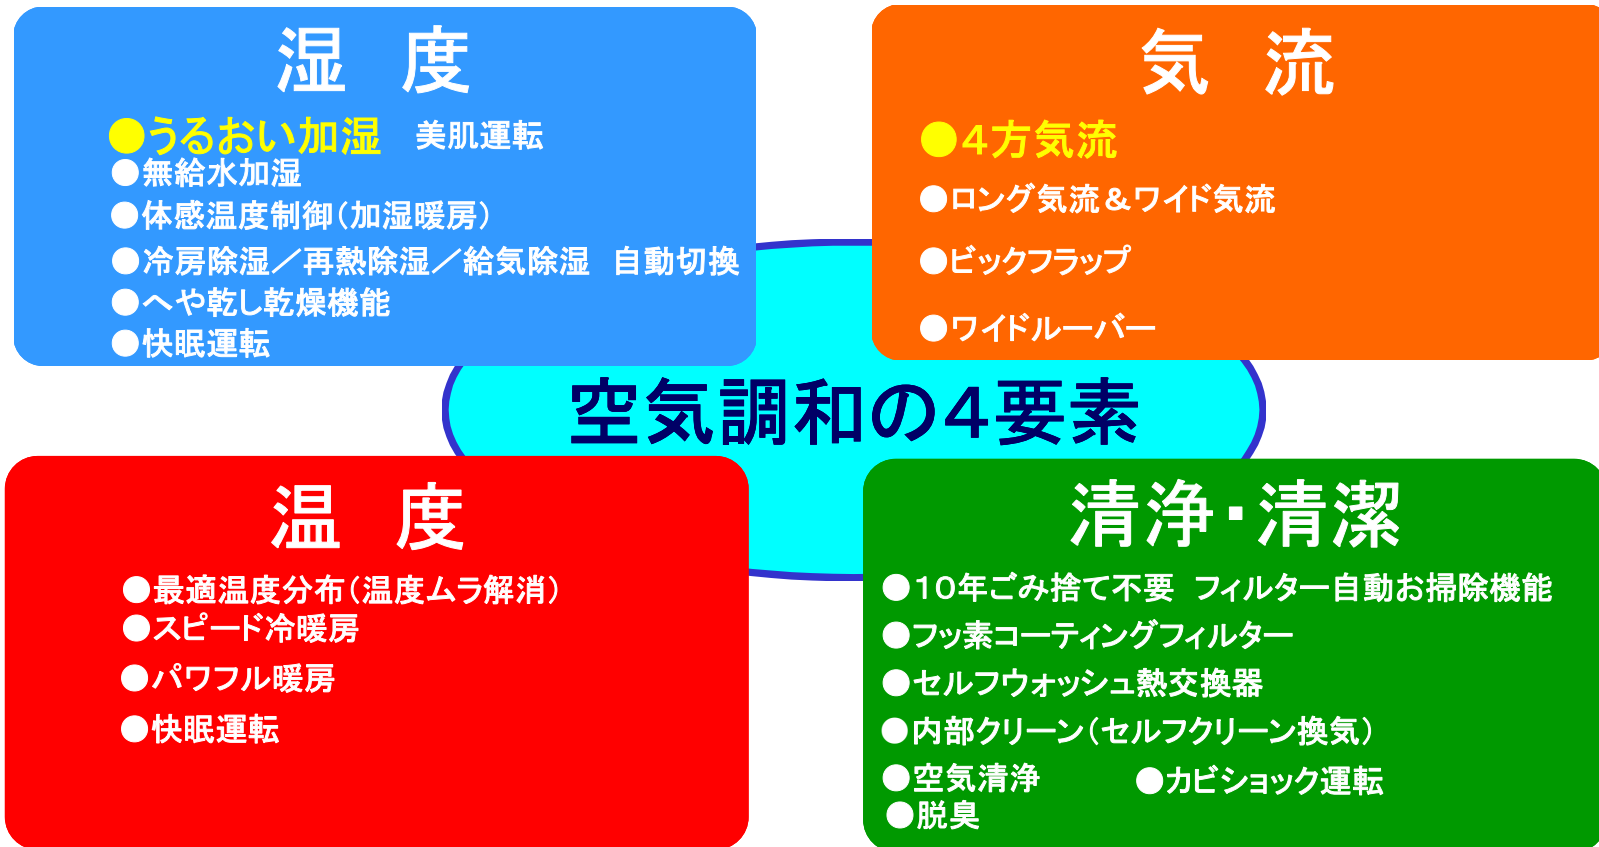 湿　度
●うるおい加湿　美肌運転
●無給水加湿
●体感温度制御（加湿暖房）
●冷房除湿／再熱除湿／給気除湿　自動切換
●へや乾し乾燥機能
●快眠運転
気　流
●４方気流
●ロング気流＆ワイド気流
●ビックフラップ
●ワイドルーバー
空気調和の４要素
温　度
●最適温度分布（温度ムラ解消）
●スピード冷暖房
●パワフル暖房
●快眠運転
清浄・清潔
●１０年ごみ捨て不要　フィルター自動お掃除機能
●フッ素コーティングフィルター
●セルフウォッシュ熱交換器
●内部クリーン（セルフクリーン換気）
●空気清浄　●カビショック運転
●脱臭